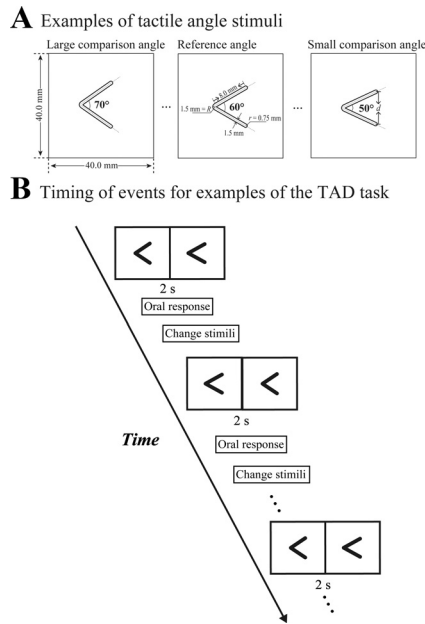 A Examples of tactile angle stimuli
Large comparison angle
Reference angle
Small comparison angle
40.0 mm
70°
...
8.0 mm
1.5 mm = R
60°
r = 0.75 mm
1.5 mm
...
50°
40.0 mm
B Timing of events for examples of the TAD task
2 s
Oral response
Change stimili
2 s
Time
Oral response
Change stimili
2 s